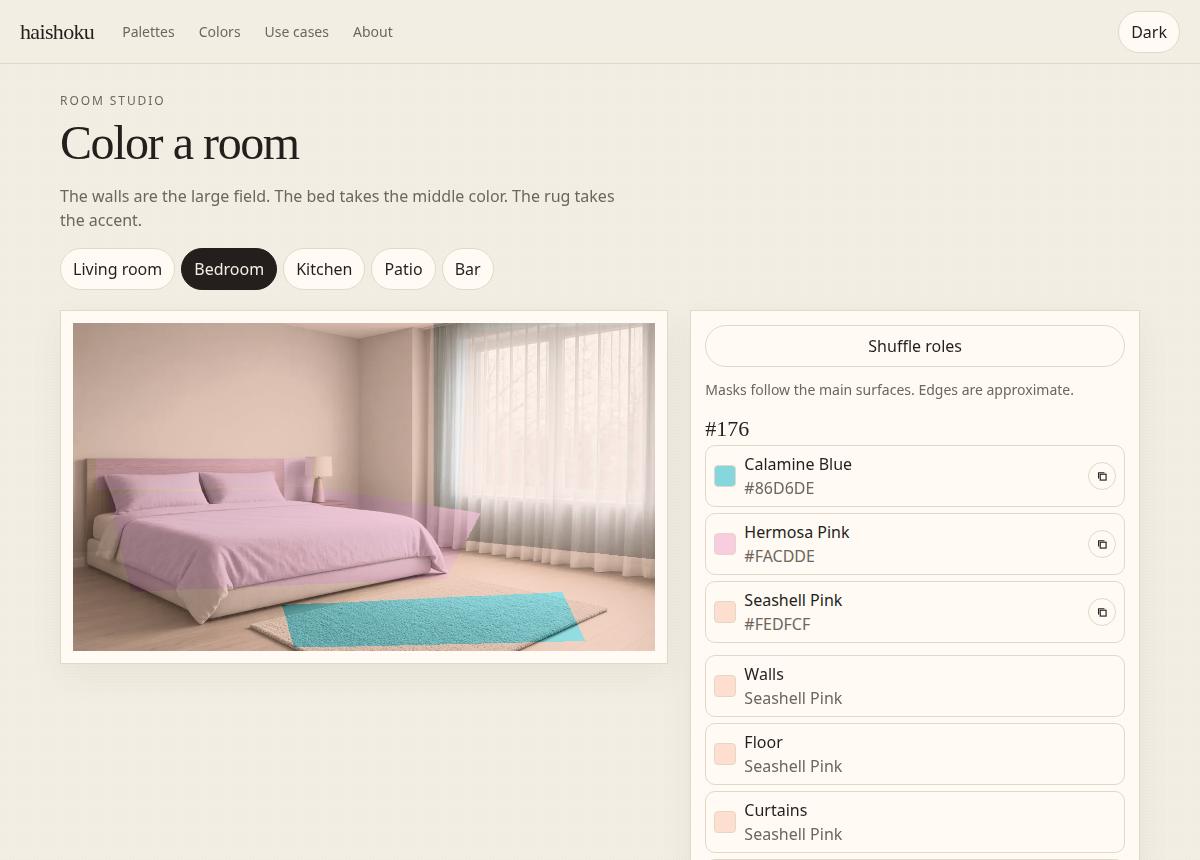 haishoku
Palettes
Colors
Use cases
About
Dark
ROOM STUDIO
Color a room
The walls are the large field. The bed takes the middle color. The rug takes
the accent.
Living room
Bedroom
Kitchen
Patio
Bar
Shuffle roles
Masks follow the main surfaces. Edges are approximate.
#176
Calamine Blue
#86D6DE
Hermosa Pink
#FACDDE
Seashell Pink
#FEDFCF
Walls
Seashell Pink
Floor
Seashell Pink
Curtains
Seashell Pink